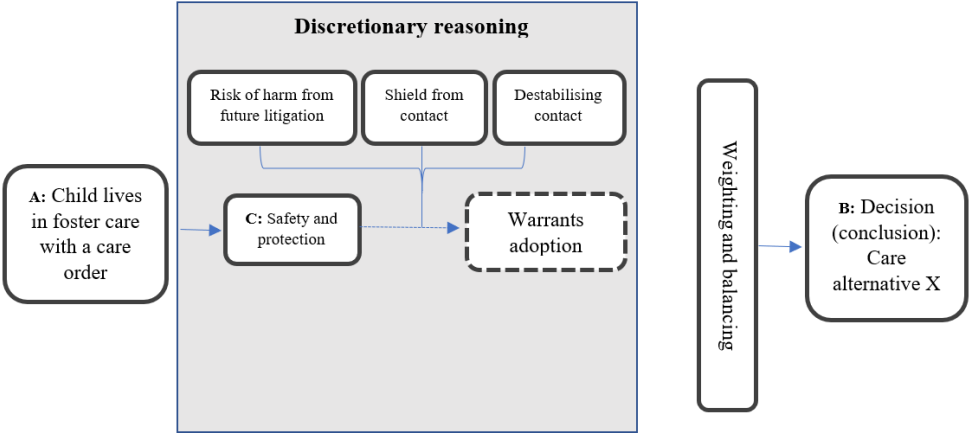 Discretionary reasoning
Risk of harm from
future litigation
Shield from
contact
Destabilising
contact
A: Child lives
in foster care
with a care
order
C: Safety and
protection
Warrants
adoption
Weighting and balancing
B: Decision
(conclusion):
Care
alternative X